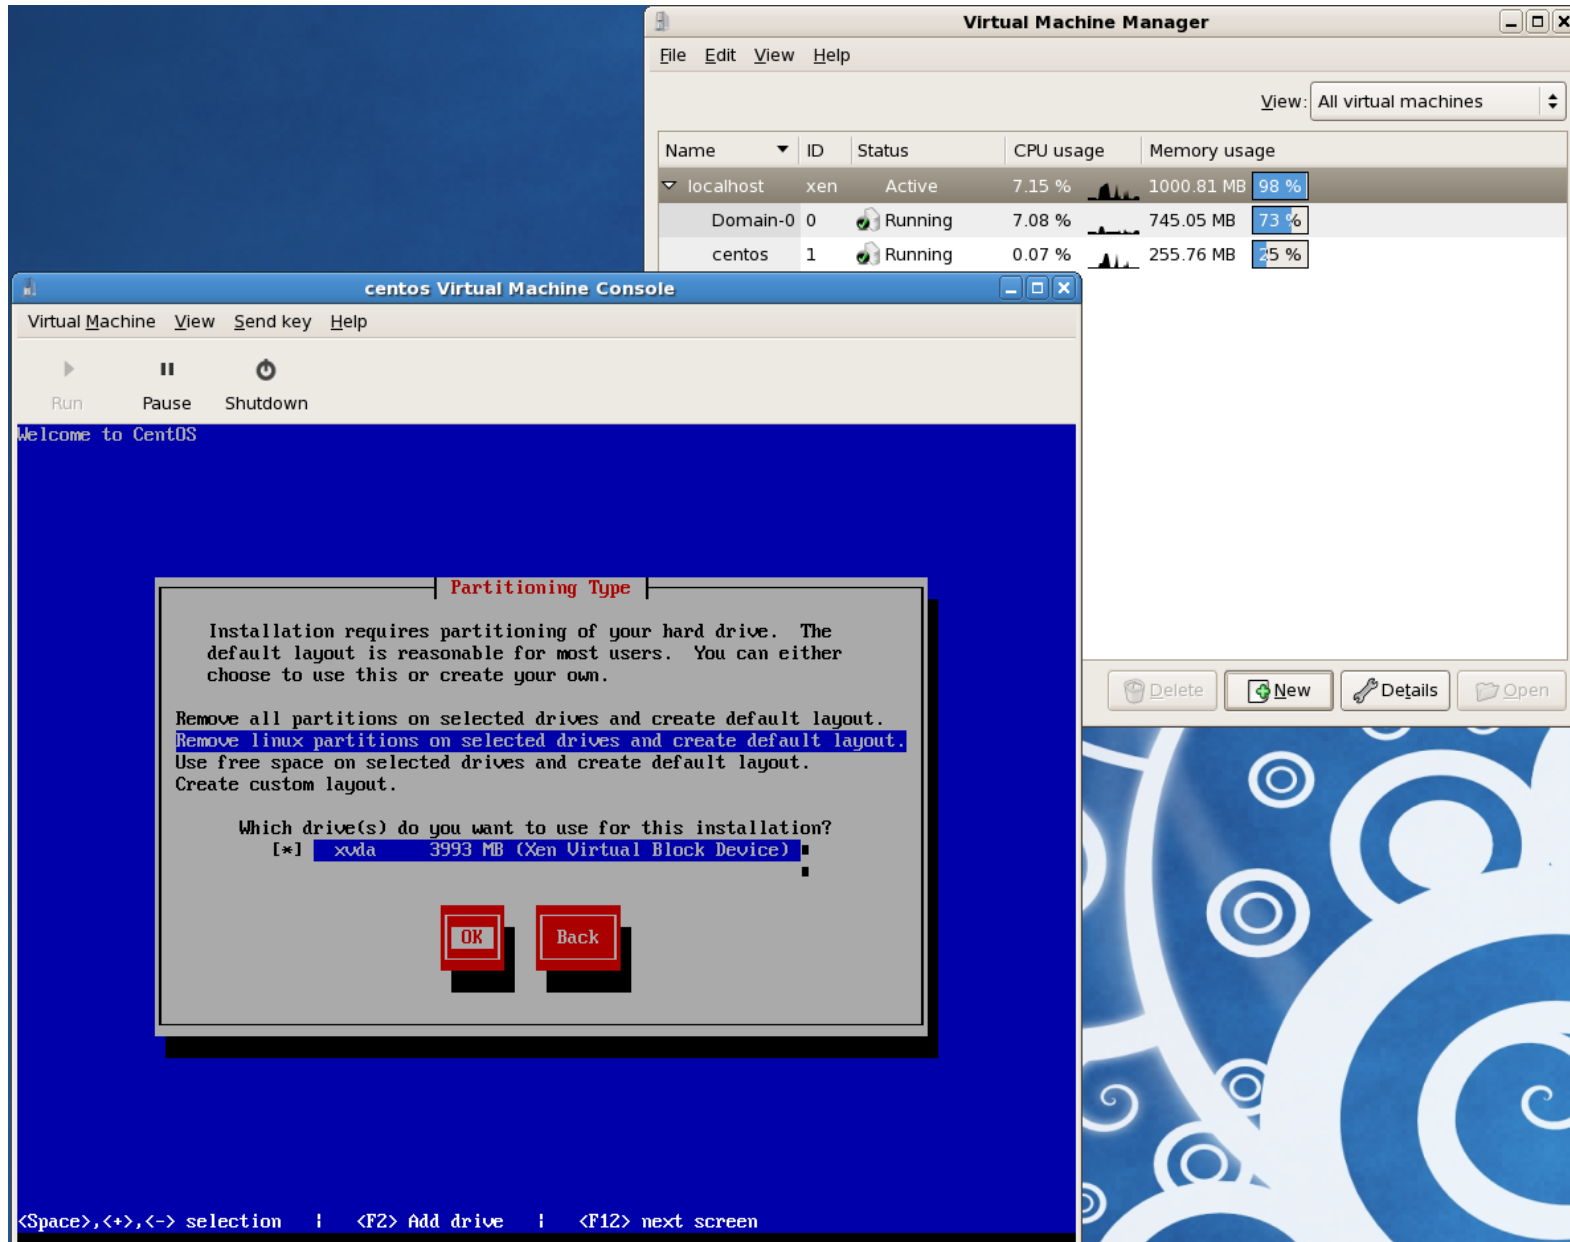 Virtual Machine Manager
File Edit View Help
View: All virtual machines
Name ID Status CPU usage Memory usage
localhost xen Active 7.15 % 1000.81 MB 98 %
Domain-0 0 Running 7.08 % 745.05 MB 73 %
centos 1 Running 0.07 % 255.76 MB 25 %
Delete New Details Open
centos Virtual Machine Console
Virtual Machine View Send key Help
Run Pause Shutdown
Welcome to CentOS
Partitioning Type
Installation requires partitioning of your hard drive. The
default layout is reasonable for most users. You can either
choose to use this or create your own.
Remove all partitions on selected drives and create default layout.
Remove linux partitions on selected drives and create default layout.
Use free space on selected drives and create default layout.
Create custom layout.
Which drive(s) do you want to use for this installation?
[*] xvda 3993 MB (Xen Virtual Block Device)
OK Back
<Space>,<+>,<-> selection | <F2> Add drive | <F12> next screen